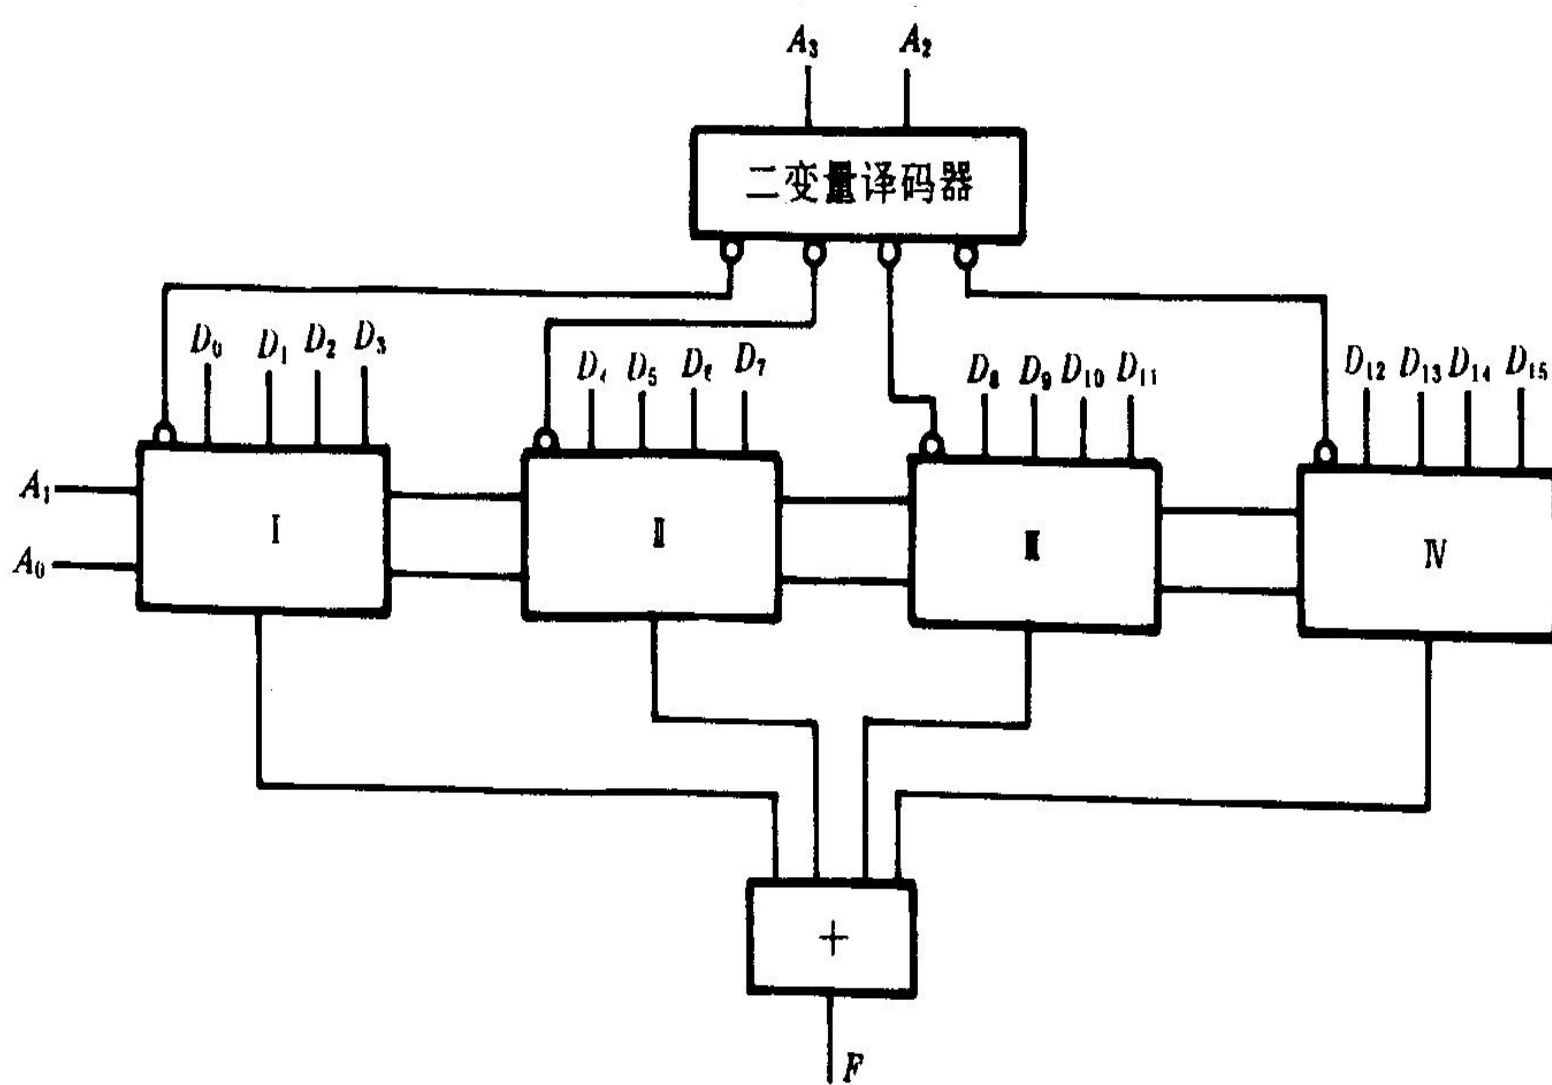 A₃ A₂
二变量译码器
D₀ D₁ D₂ D₃
D₄ D₅ D₆ D₇
D₈ D₉ D₁₀ D₁₁
D₁₂ D₁₃ D₁₄ D₁₅
A₁
A₀
Ⅰ Ⅱ Ⅲ Ⅳ
+
F